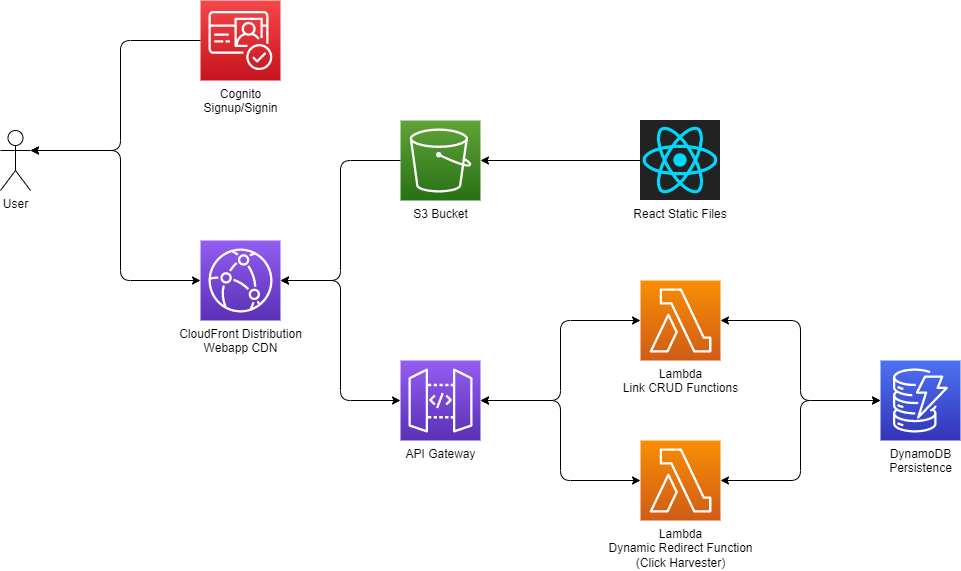 Cognito
Signup/Signin
User
S3 Bucket
React Static Files
CloudFront Distribution
Webapp CDN
Lambda
Link CRUD Functions
</>
API Gateway
DynamoDB
Persistence
Lambda
Dynamic Redirect Function
(Click Harvester)